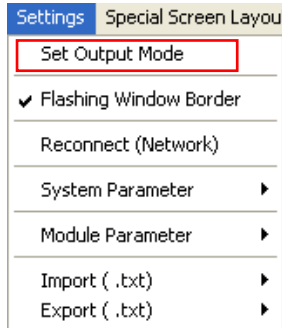 Settings Special Screen Layou
Set Output Mode
Flashing Window Border
Reconnect (Network)
System Parameter
Module Parameter
Import ( .txt)
Export ( .txt)